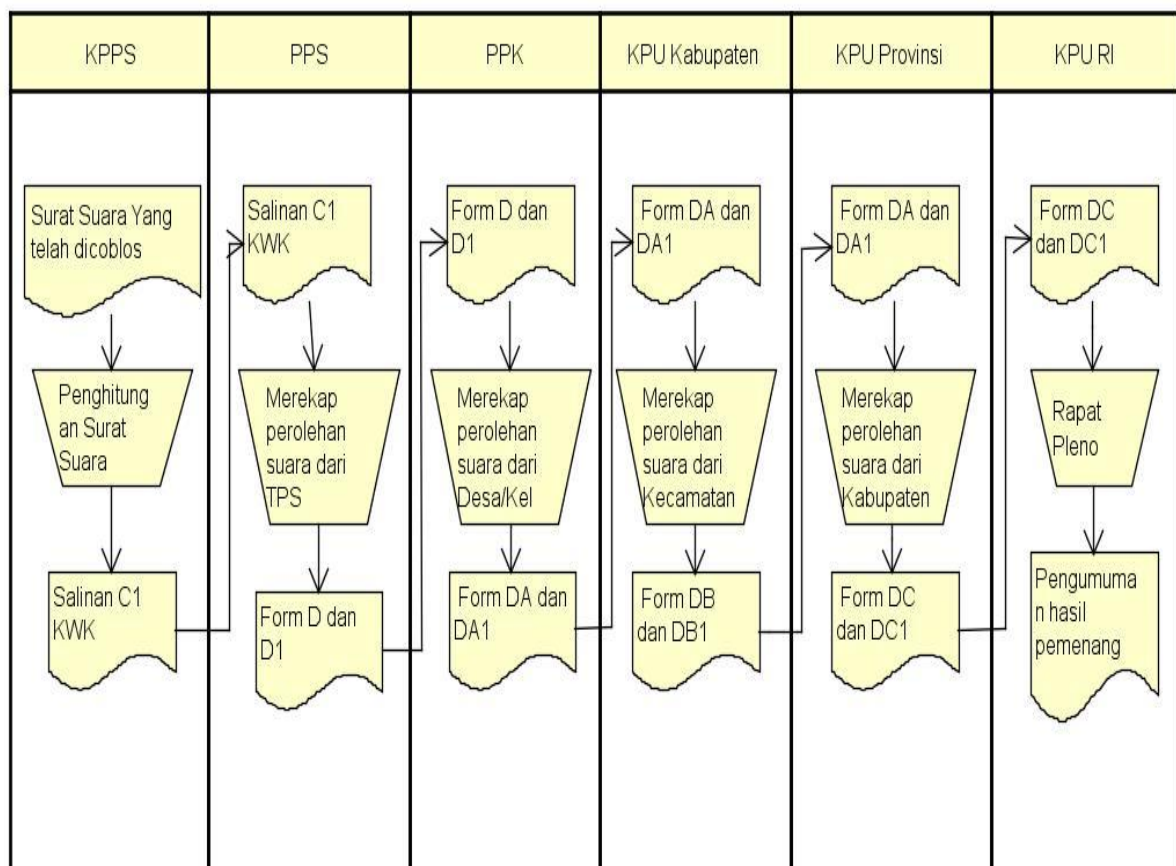 KPPS
PPS
PPK
KPU Kabupaten
KPU Provinsi
KPU RI
Surat Suara Yang
telah dicoblos
Penghitung
an Surat
Suara
Salinan C1
KWK
Salinan C1
KWK
Merekap
perolehan
suara dari
TPS
Form D dan
D1
Form D dan
D1
Merekap
perolehan
suara dari
Desa/Kel
Form DA dan
DA1
Form DA dan
DA1
Merekap
perolehan
suara dari
Kecamatan
Form DB
dan DB1
Form DA dan
DA1
Merekap
perolehan
suara dari
Kabupaten
Form DC
dan DC1
Form DC
dan DC1
Rapat
Pleno
Pengumuma
n hasil
pemenang